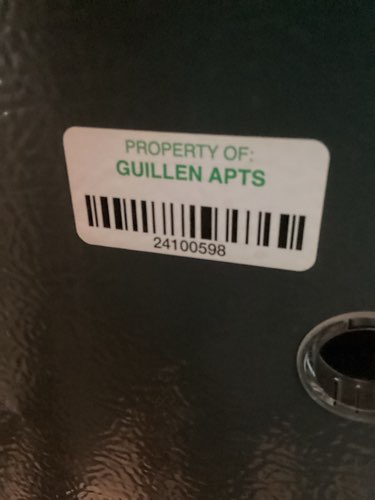 PROPERTY OF:
GUILLEN APTS
24100598